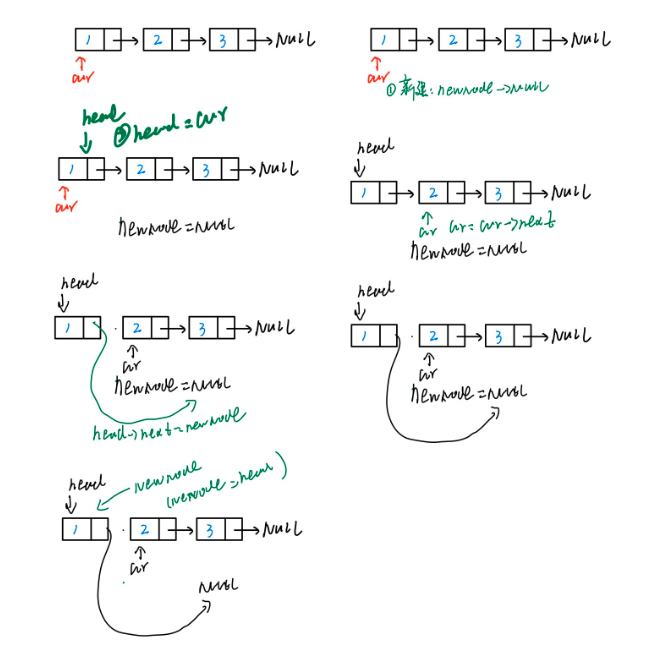 1 2 3 NULL
cur
1 2 3 NULL
cur
①新建:newnode→NULL
head
②head=cur
1 2 3 NULL
cur
newnode=NULL
head
1 2 3 NULL
cur cur=cur→next
newnode=NULL
head
1 2 3 NULL
cur
newnode=NULL
head→next=newnode
head
1 2 3 NULL
cur
newnode=NULL
head
newnode
(newnode=head)
1 2 3 NULL
cur
NULL